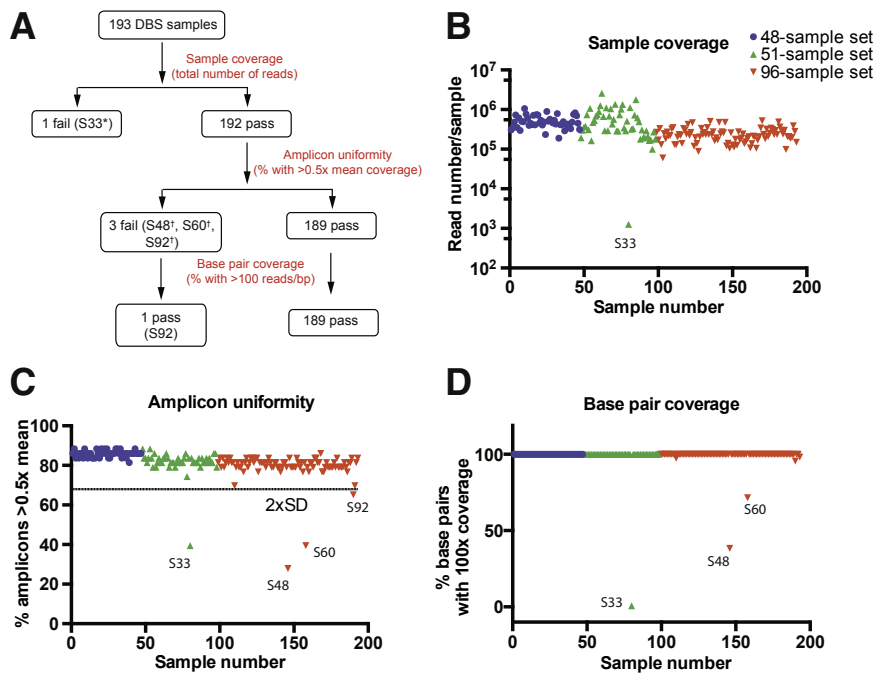 A
193 DBS samples
Sample coverage
(total number of reads)
1 fail (S33*)
192 pass
Amplicon uniformity
(% with >0.5x mean coverage)
3 fail (S48†, S60†,
S92†)
189 pass
Base pair coverage
(% with >100 reads/bp)
1 pass
(S92)
189 pass
B
Sample coverage
48-sample set
51-sample set
96-sample set
Read number/sample
10⁷
10⁶
10⁵
10⁴
10³
10²
S33
0 50 100 150 200
Sample number
C
Amplicon uniformity
% amplicons >0.5x mean
100
80
60
40
20
0
2xSD
S92
S33
S60
S48
0 50 100 150 200
Sample number
D
Base pair coverage
% base pairs
with 100x coverage
100
50
0
S60
S48
S33
0 50 100 150 200
Sample number